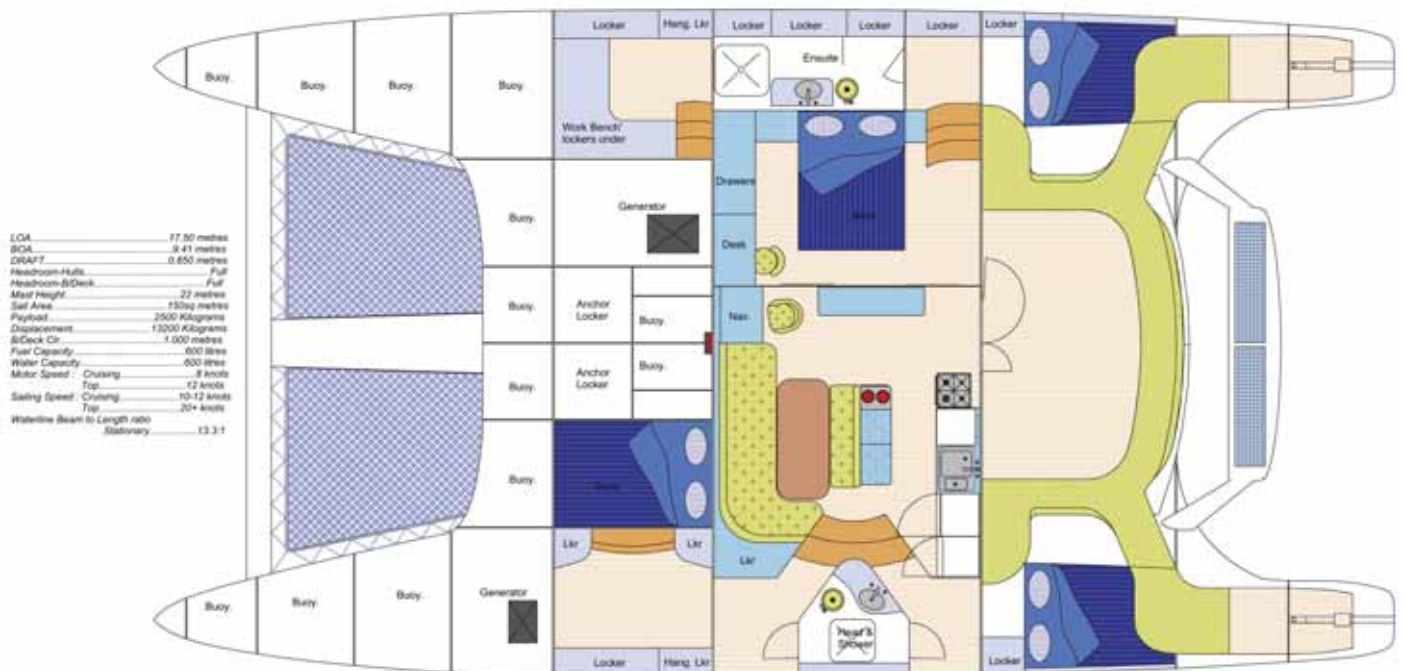 LOA 17.50 metres
BOA 9.41 metres
DRAFT 0.650 metres
Headroom-Hulls Full
Headroom-B/Deck Full
Mast Height 22 metres
Sail Area 150sq metres
Payload 2500 Kilograms
Displacement 13200 Kilograms
B/Deck Clr 1.000 metres
Fuel Capacity 600 litres
Water Capacity 600 litres
Motor Speed : Cruising 8 knots
Top 12 knots
Sailing Speed : Cruising 10-12 knots
Top 20+ knots
Waterline Beam to Length ratio
Stationary 13.3:1
Locker
Hang. Lkr
Locker
Locker
Locker
Locker
Locker
Buoy.
Buoy.
Buoy.
Buoy.
Ensuite
Work Bench/
lockers under
Drawers
Buoy.
Generator
Desk
Buoy.
Anchor
Locker
Buoy.
Nav.
Buoy.
Anchor
Locker
Buoy.
Buoy.
Lkr
Lkr
Lkr
Buoy.
Buoy.
Buoy.
Generator
Head &
Shower
Locker
Hang. Lkr
Locker